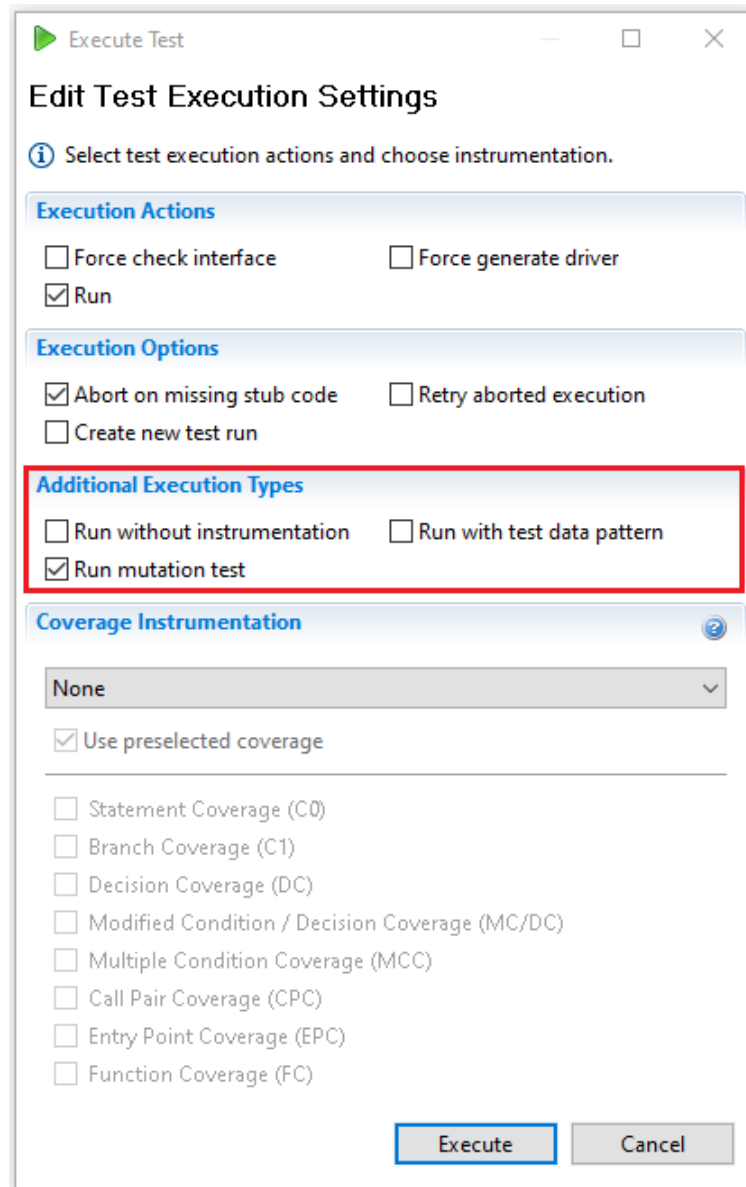 Execute Test
Edit Test Execution Settings
Select test execution actions and choose instrumentation.
Execution Actions
Force check interface Force generate driver
Run
Execution Options
Abort on missing stub code Retry aborted execution
Create new test run
Additional Execution Types
Run without instrumentation Run with test data pattern
Run mutation test
Coverage Instrumentation
None
Use preselected coverage
Statement Coverage (C0)
Branch Coverage (C1)
Decision Coverage (DC)
Modified Condition / Decision Coverage (MC/DC)
Multiple Condition Coverage (MCC)
Call Pair Coverage (CPC)
Entry Point Coverage (EPC)
Function Coverage (FC)
Execute Cancel